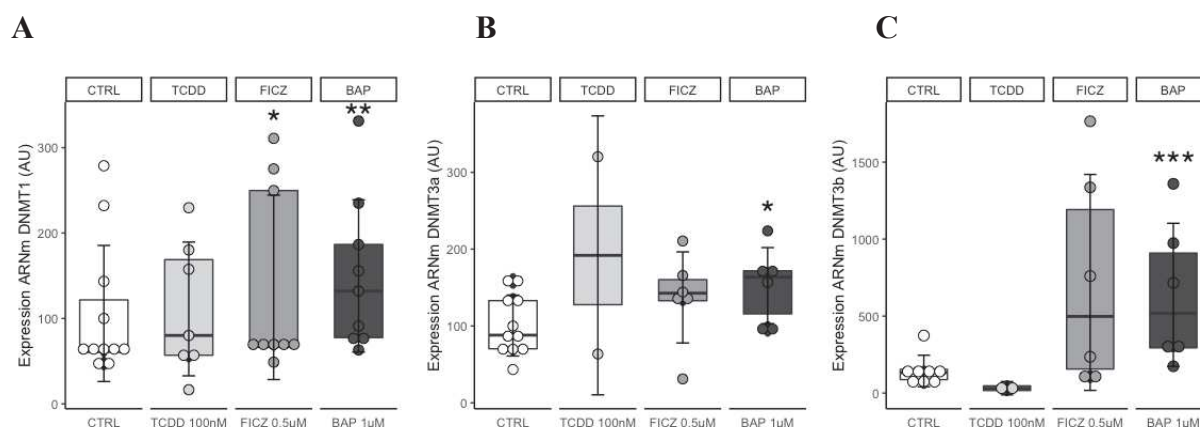 A
B
C
CTRL TCDD FICZ BAP
CTRL TCDD FICZ BAP
CTRL TCDD FICZ BAP
* **
*
***
Expression ARNm DNMT1 (AU)
300
200
100
0
Expression ARNm DNMT3a (AU)
300
200
100
0
Expression ARNm DNMT3b (AU)
1500
1000
500
0
CTRL TCDD 100nM FICZ 0.5uM BAP 1uM
CTRL TCDD 100nM FICZ 0.5uM BAP 1uM
CTRL TCDD 100nM FICZ 0.5uM BAP 1uM